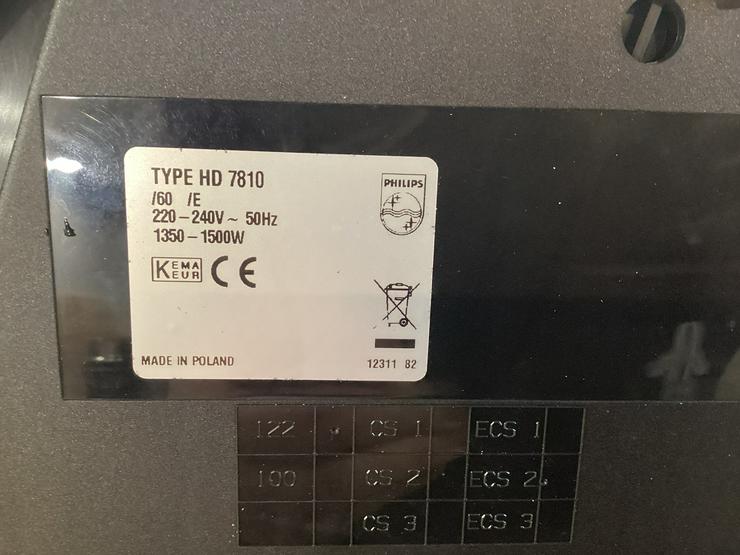 TYPE HD 7810
/60 /E
220-240V ~ 50Hz
1350-1500W
PHILIPS
KEMA
KEUR
CE
MADE IN POLAND
12311 82
122 CS 1 ECS 1
100 CS 2 ECS 2
CS 3 ECS 3